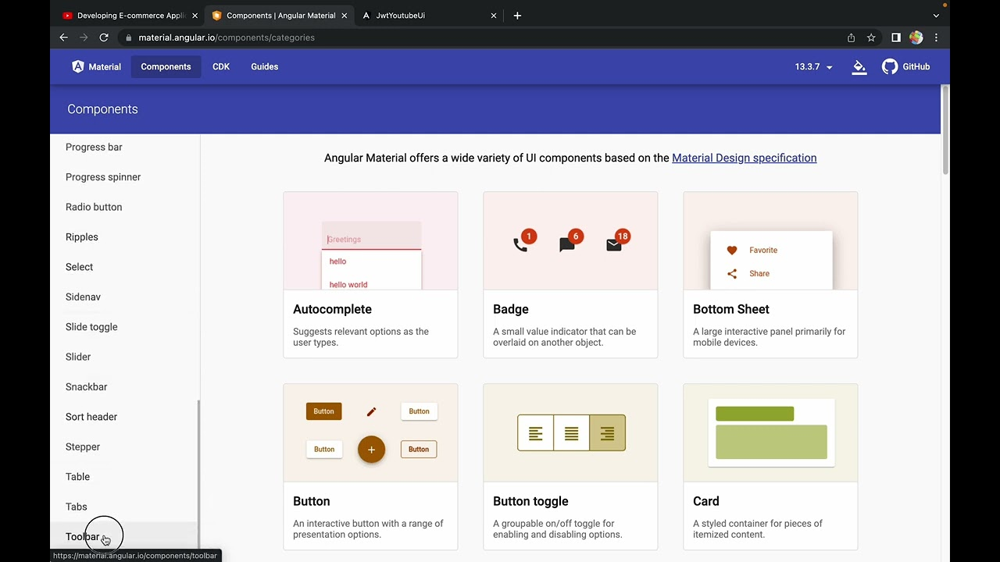 Developing E-commerce Appli
Components | Angular Material
JwtYoutubeUi
material.angular.io/components/categories
Material
Components
CDK
Guides
13.3.7
GitHub
Components
Progress bar
Progress spinner
Radio button
Ripples
Select
Sidenav
Slide toggle
Slider
Snackbar
Sort header
Stepper
Table
Tabs
Toolbar
https://material.angular.io/components/toolbar
Angular Material offers a wide variety of UI components based on the Material Design specification
Greetings
hello
hello world
Autocomplete
Suggests relevant options as the
user types.
1
6
18
Badge
A small value indicator that can be
overlaid on another object.
Favorite
Share
Bottom Sheet
A large interactive panel primarily for
mobile devices.
Button
Button
Button
Button
Button
An interactive button with a range of
presentation options.
Button toggle
A groupable on/off toggle for
enabling and disabling options.
Card
A styled container for pieces of
itemized content.